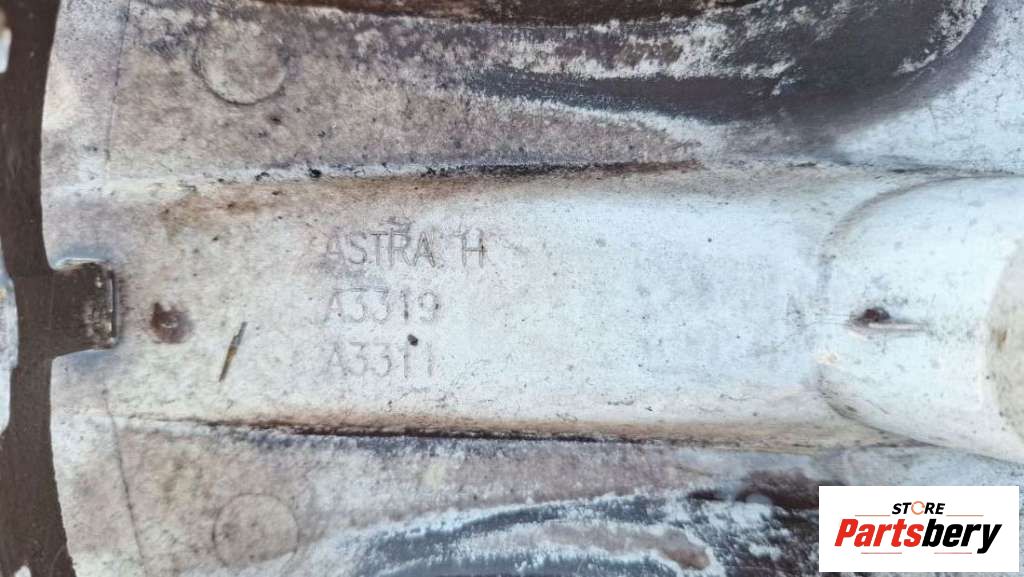 ASTRA H
A3319
A3311
STORE
Partsbery